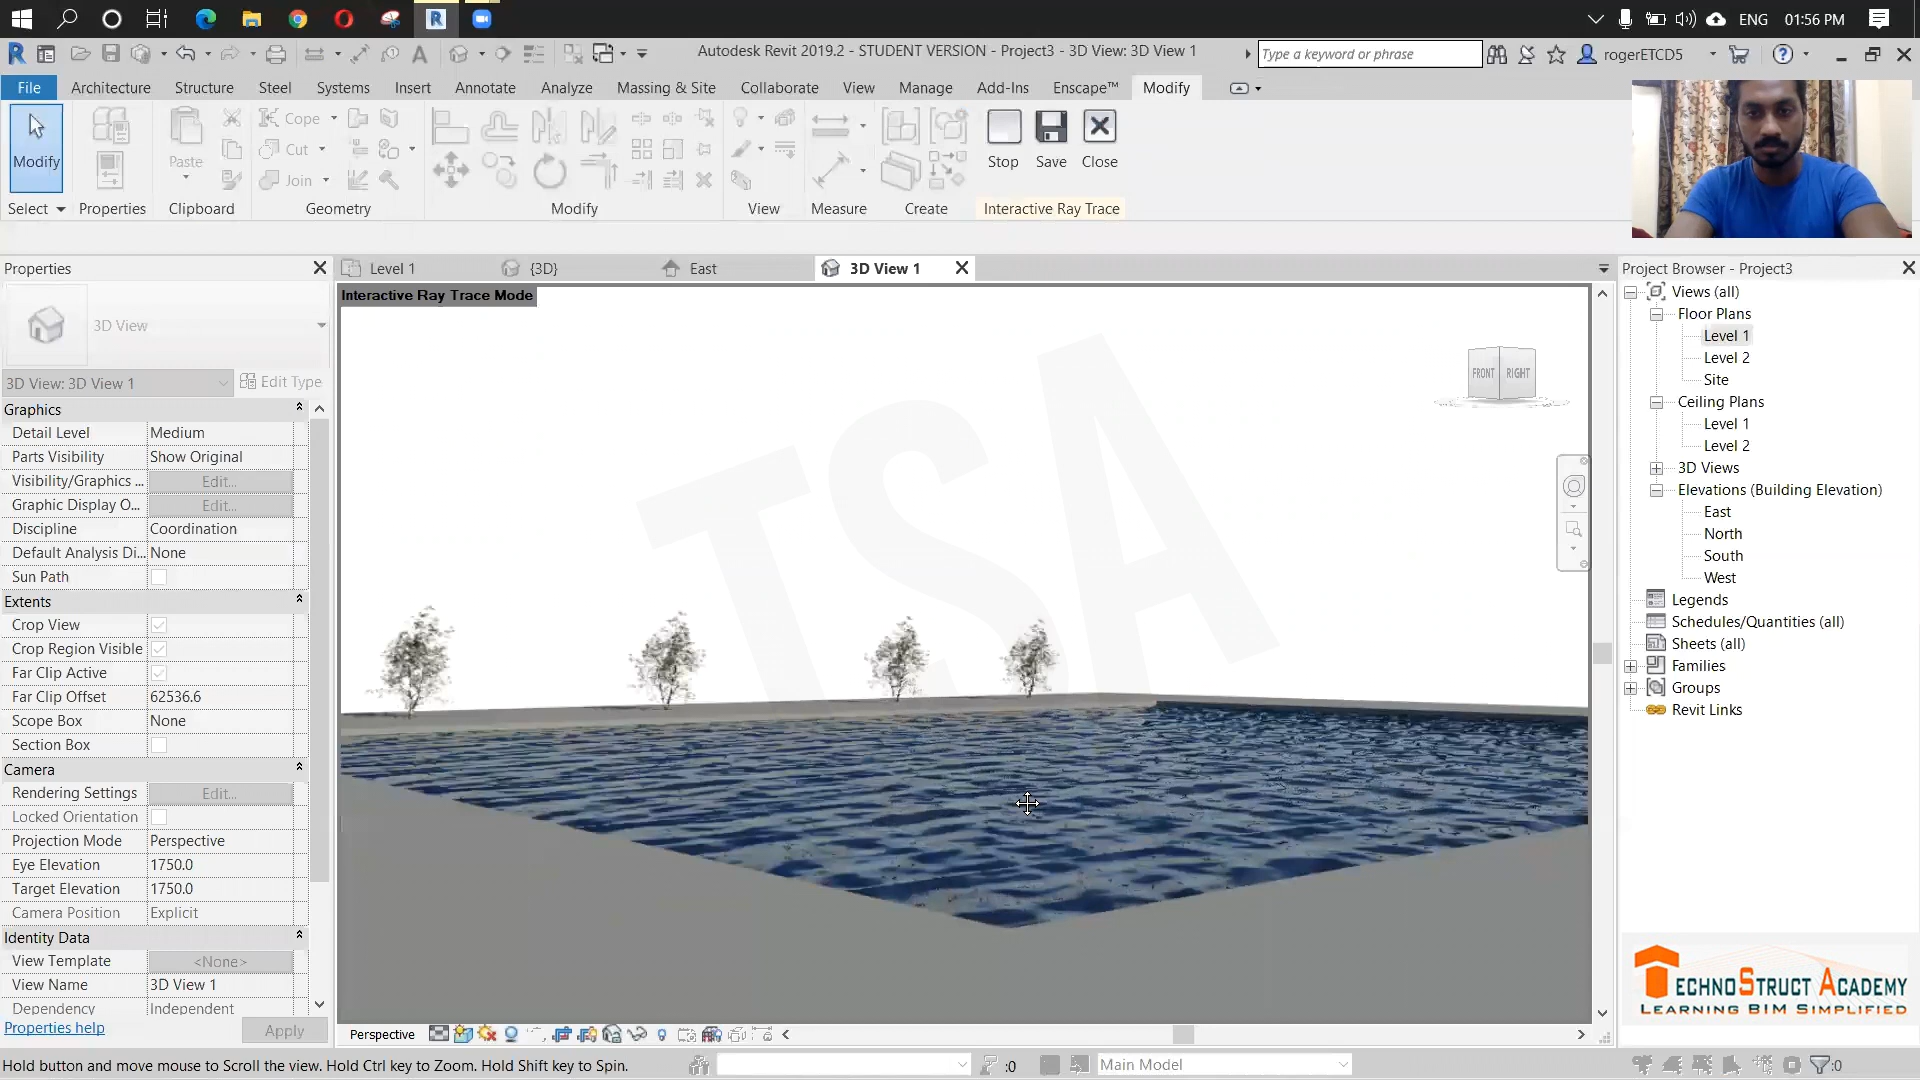 ENG
01:56 PM
Autodesk Revit 2019.2 - STUDENT VERSION - Project3 - 3D View: 3D View 1
Type a keyword or phrase
rogerETCD5
File
Architecture
Structure
Steel
Systems
Insert
Annotate
Analyze
Massing & Site
Collaborate
View
Manage
Add-Ins
Enscape™
Modify
Modify
Paste
Cope
Cut
Join
Stop
Save
Close
Select
Properties
Clipboard
Geometry
Modify
View
Measure
Create
Interactive Ray Trace
Properties
Level 1
{3D}
East
3D View 1
Project Browser - Project3
3D View
3D View: 3D View 1
Edit Type
Graphics
Detail Level Medium
Parts Visibility Show Original
Visibility/Graphics ... Edit...
Graphic Display O... Edit...
Discipline Coordination
Default Analysis Di... None
Sun Path
Extents
Crop View
Crop Region Visible
Far Clip Active
Far Clip Offset 62536.6
Scope Box None
Section Box
Camera
Rendering Settings Edit...
Locked Orientation
Projection Mode Perspective
Eye Elevation 1750.0
Target Elevation 1750.0
Camera Position Explicit
Identity Data
View Template <None>
View Name 3D View 1
Dependency Independent
Properties help
Apply
Interactive Ray Trace Mode
TSA
FRONT
RIGHT
Views (all)
Floor Plans
Level 1
Level 2
Site
Ceiling Plans
Level 1
Level 2
3D Views
Elevations (Building Elevation)
East
North
South
West
Legends
Schedules/Quantities (all)
Sheets (all)
Families
Groups
Revit Links
TECHNOSTRUCT ACADEMY
LEARNING BIM SIMPLIFIED
Perspective
Hold button and move mouse to Scroll the view. Hold Ctrl key to Zoom. Hold Shift key to Spin.
:0
Main Model
:0